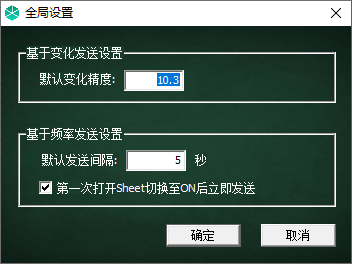 全局设置
基于变化发送设置
默认变化精度: 10.3
基于频率发送设置
默认发送间隔: 5 秒
第一次打开Sheet切换至ON后立即发送
确定 取消